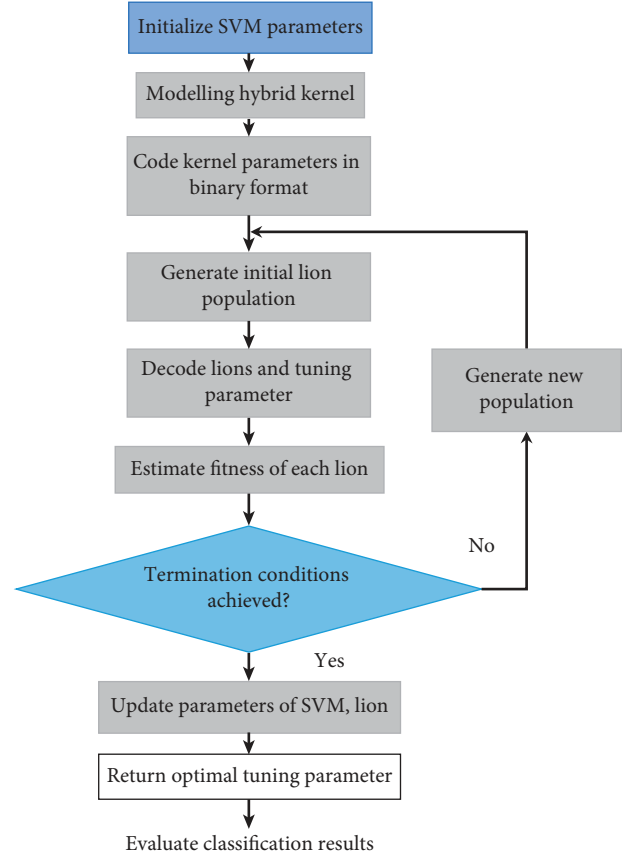 Initialize SVM parameters
Modelling hybrid kernel
Code kernel parameters in
binary format
Generate initial lion
population
Decode lions and tuning
parameter
Generate new
population
Estimate fitness of each lion
No
Termination conditions
achieved?
Yes
Update parameters of SVM, lion
Return optimal tuning parameter
Evaluate classification results